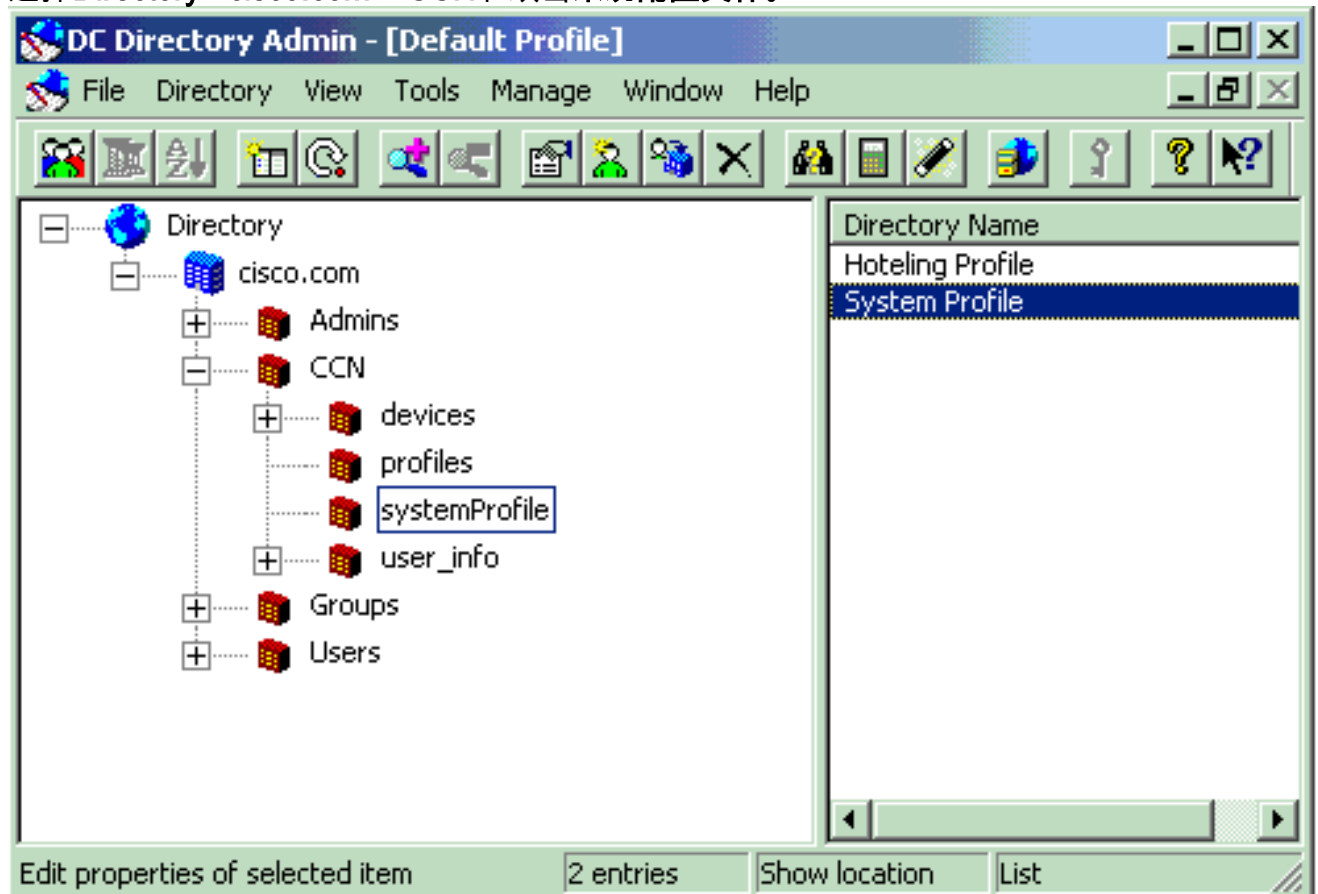 DC Directory Admin - [Default Profile]
File Directory View Tools Manage Window Help
Directory
cisco.com
Admins
CCN
devices
profiles
systemProfile
user_info
Groups
Users
Directory Name
Hoteling Profile
System Profile
Edit properties of selected item 2 entries Show location List